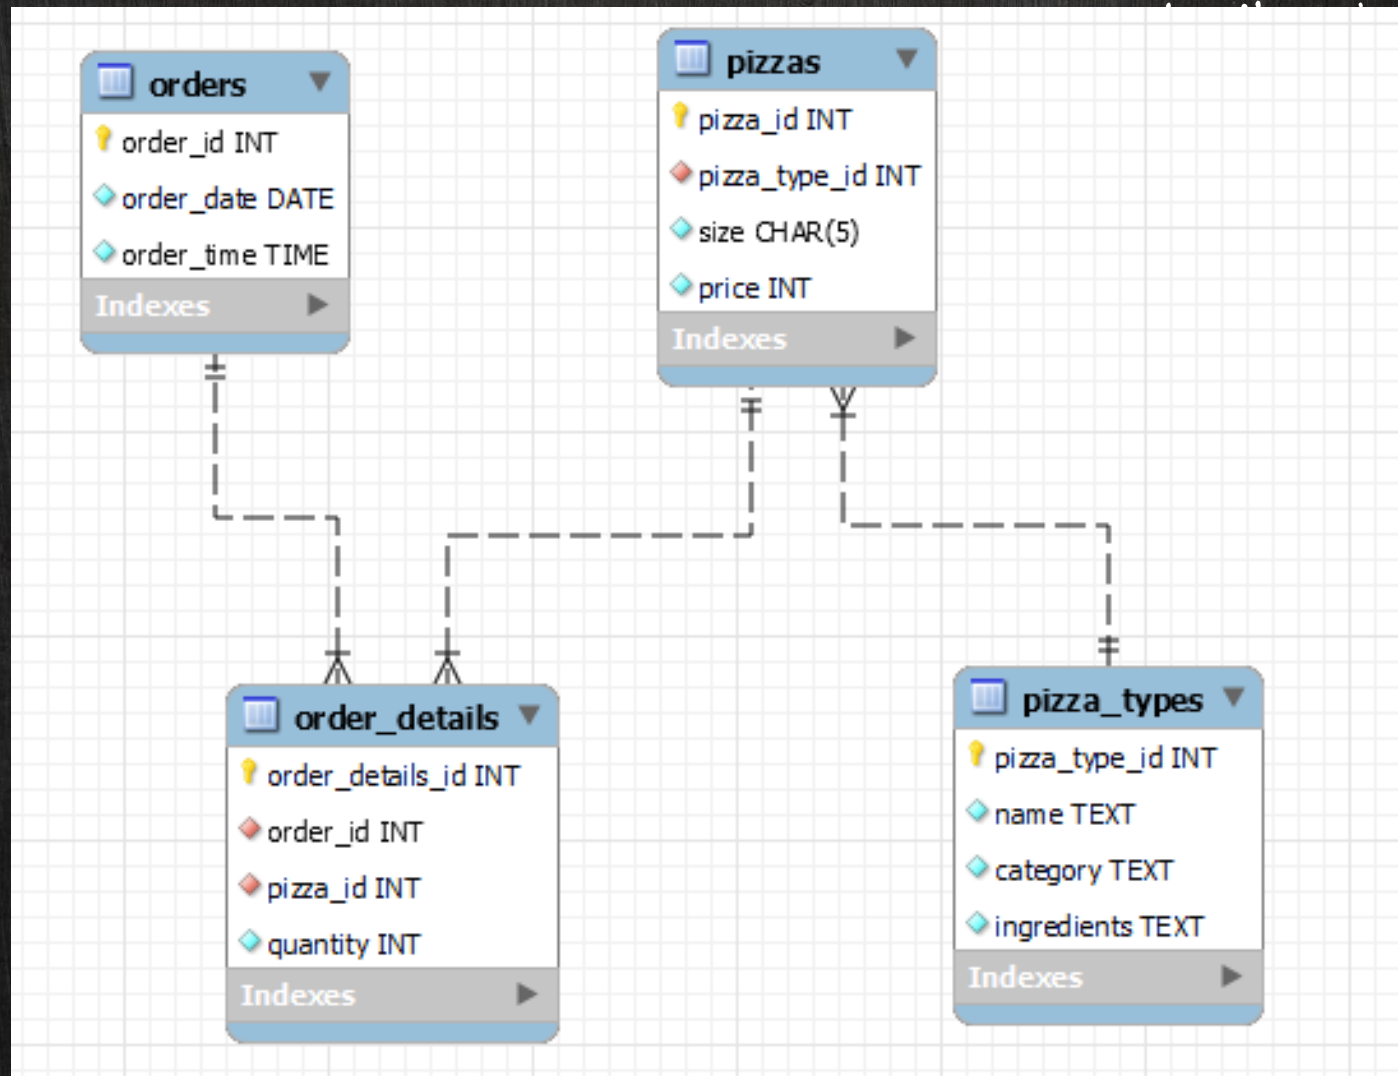 orders
order_id INT
order_date DATE
order_time TIME
Indexes
pizzas
pizza_id INT
pizza_type_id INT
size CHAR(5)
price INT
Indexes
order_details
order_details_id INT
order_id INT
pizza_id INT
quantity INT
Indexes
pizza_types
pizza_type_id INT
name TEXT
category TEXT
ingredients TEXT
Indexes